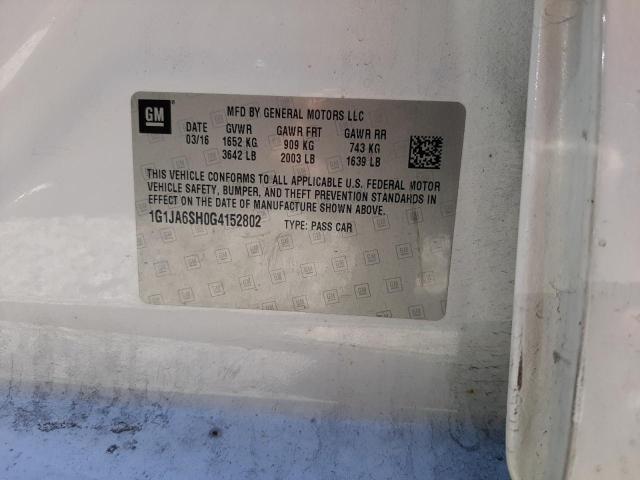 GM
MFD BY GENERAL MOTORS LLC
DATE GVWR GAWR FRT GAWR RR
03/16 1652 KG 909 KG 743 KG
3642 LB 2003 LB 1639 LB
THIS VEHICLE CONFORMS TO ALL APPLICABLE U.S. FEDERAL MOTOR
VEHICLE SAFETY, BUMPER, AND THEFT PREVENTION STANDARDS IN
EFFECT ON THE DATE OF MANUFACTURE SHOWN ABOVE.
1G1JA6SH0G4152802 TYPE: PASS CAR